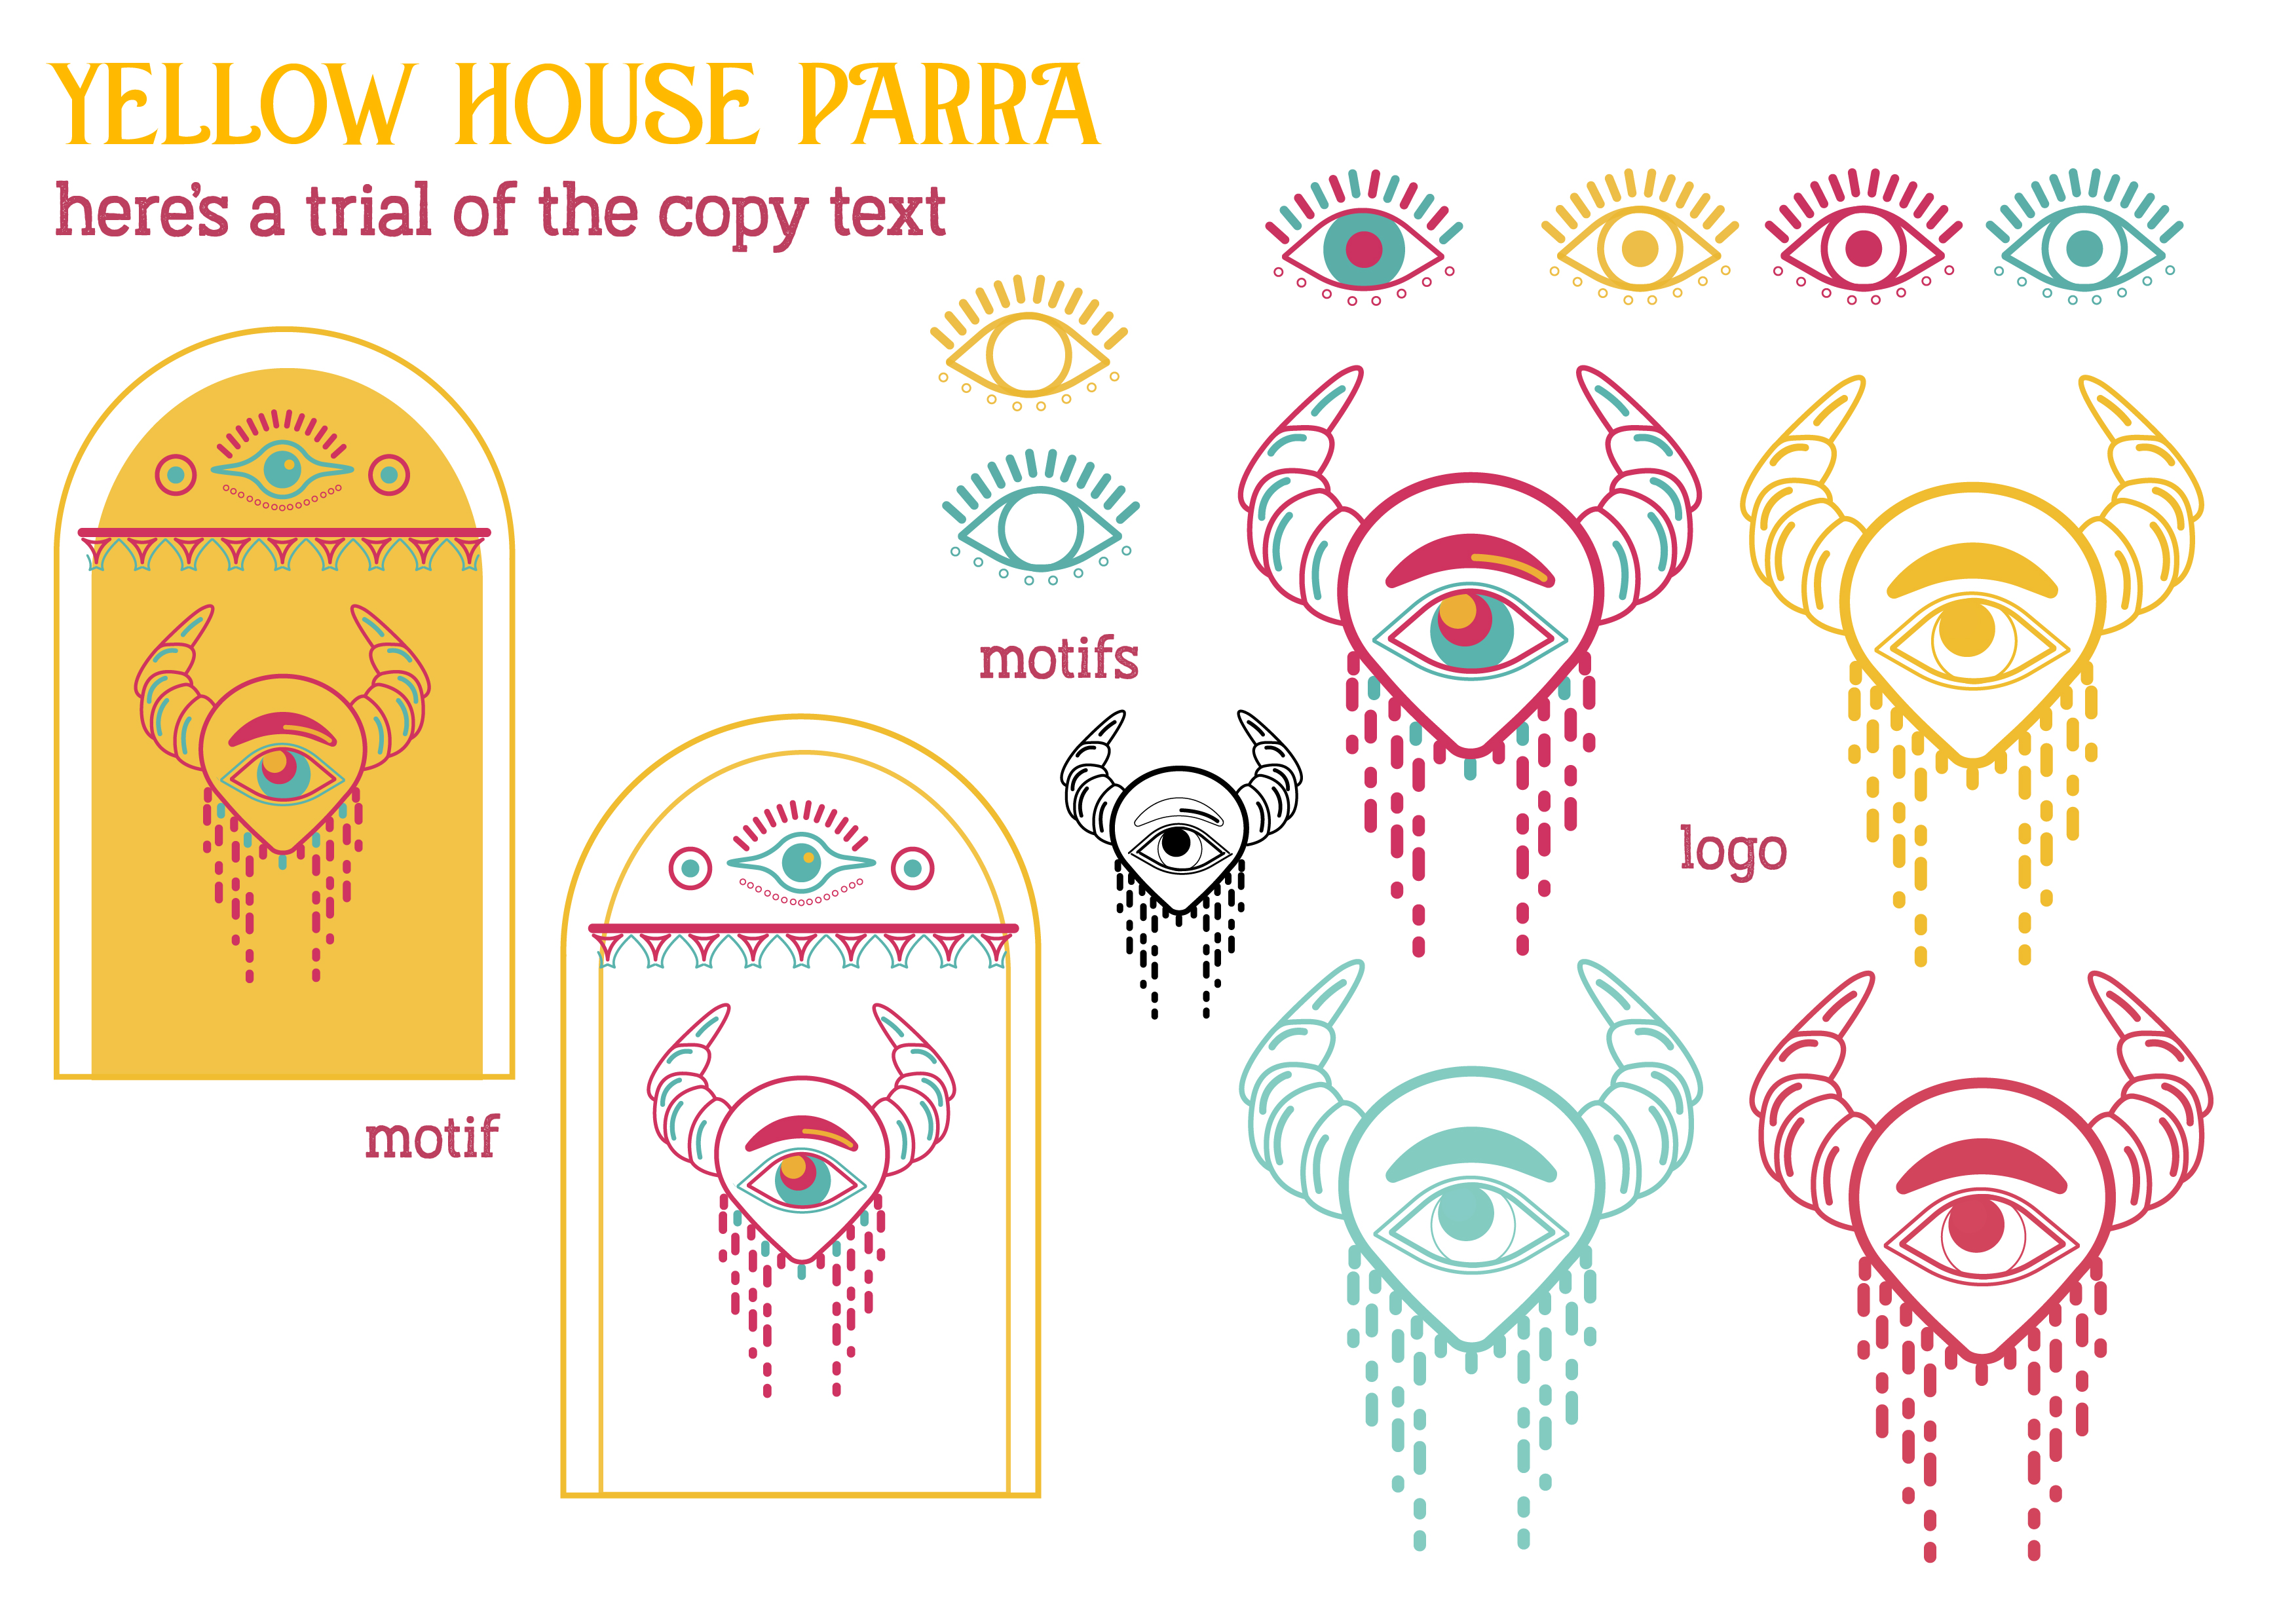 YELLOW HOUSE PARRA
here's a trial of the copy text
motifs
logo
motif